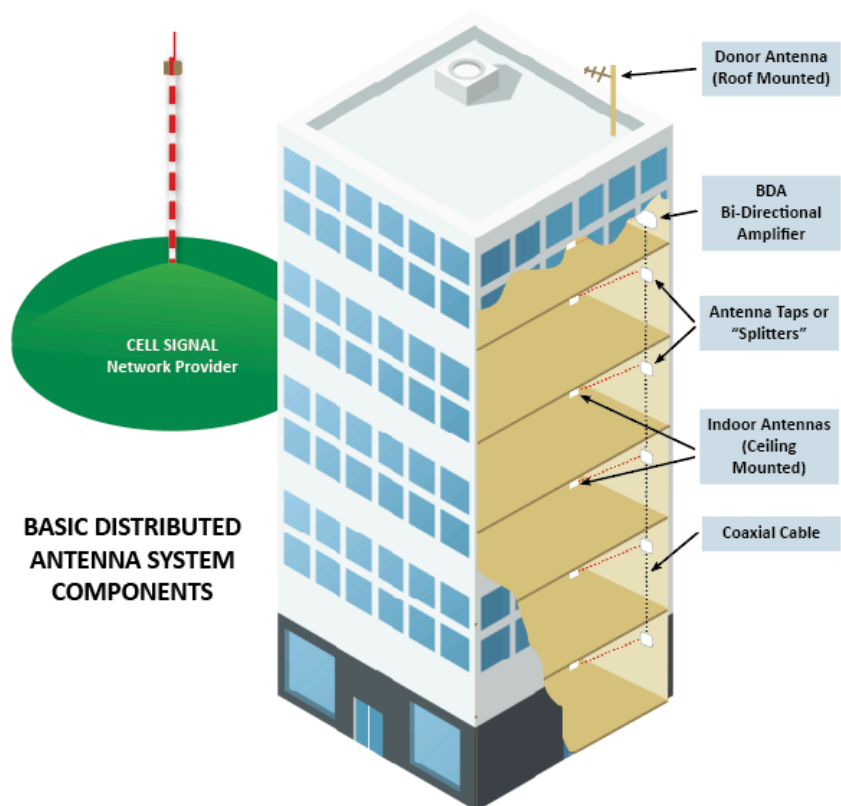 Donor Antenna
(Roof Mounted)
BDA
Bi-Directional
Amplifier
Antenna Taps or
“Splitters”
CELL SIGNAL
Network Provider
Indoor Antennas
(Ceiling
Mounted)
BASIC DISTRIBUTED
ANTENNA SYSTEM
COMPONENTS
Coaxial Cable